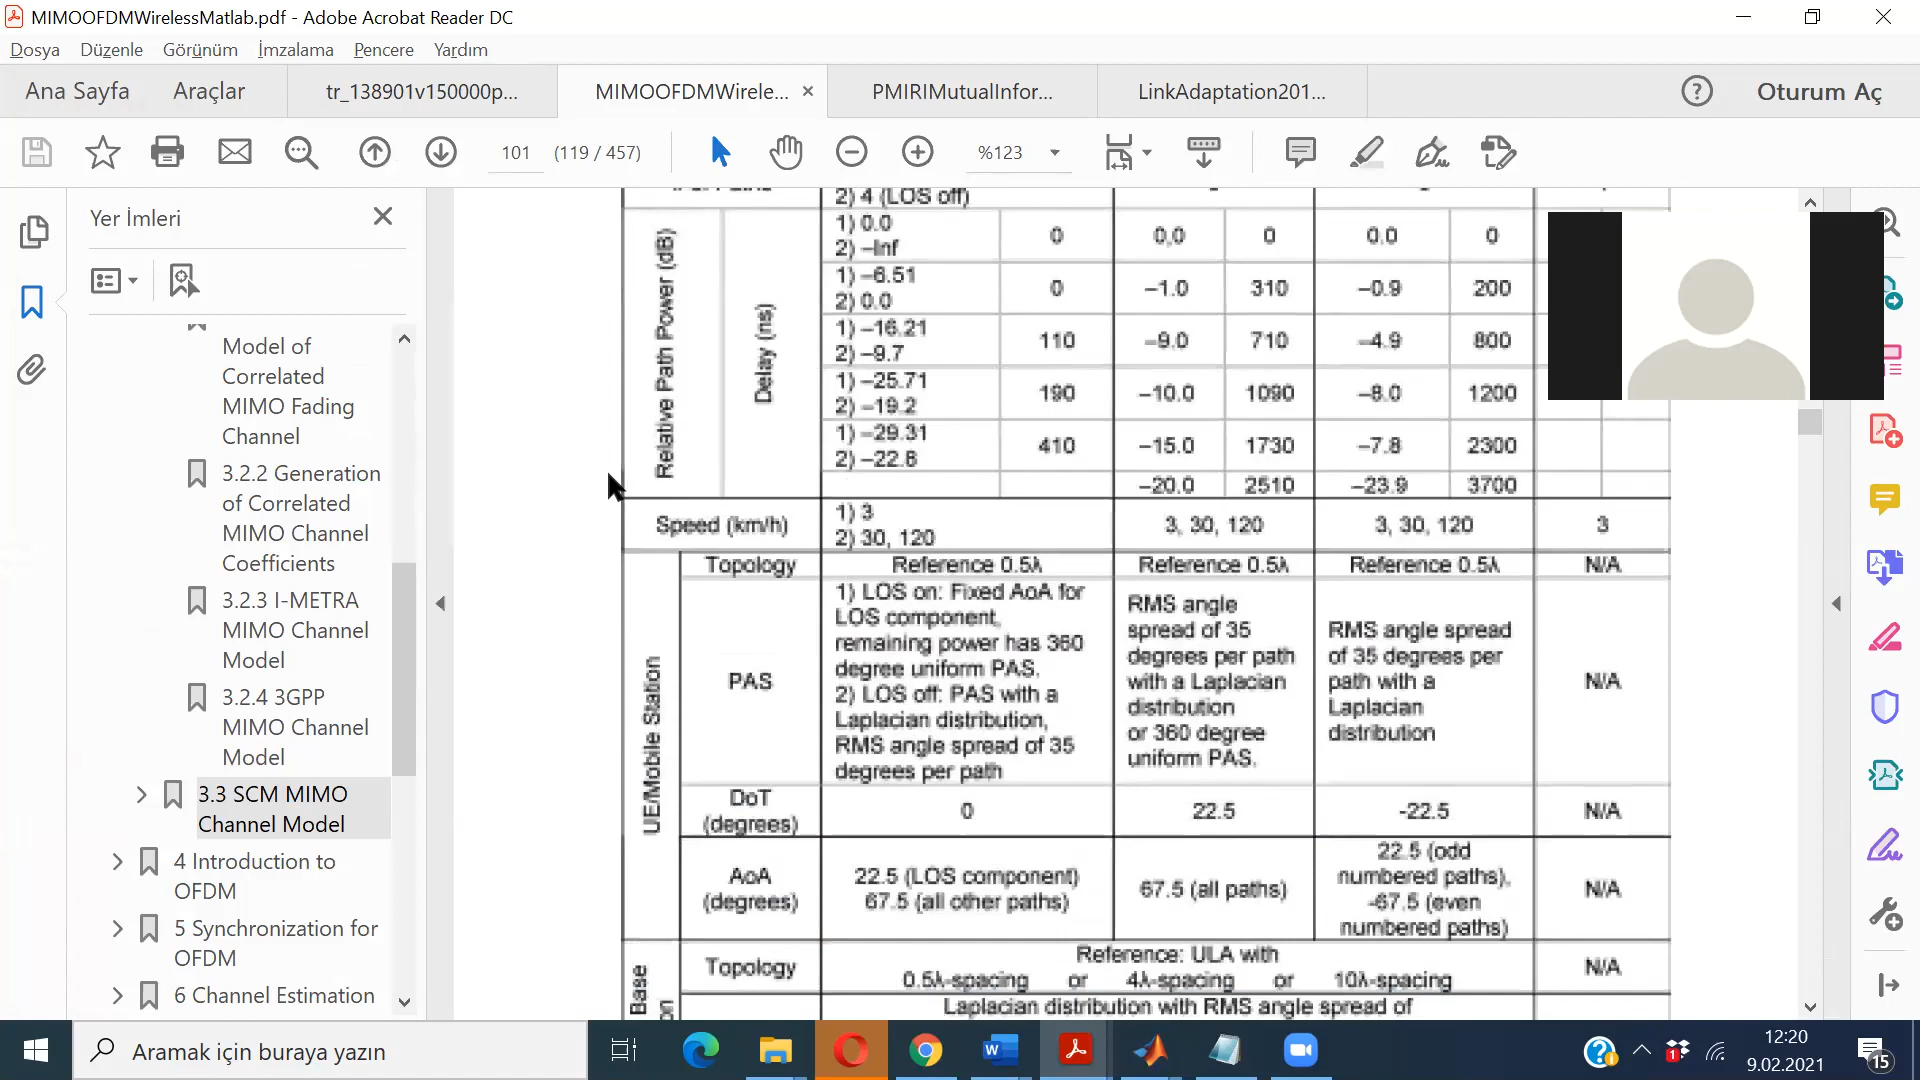 MIMOOFDMWirelessMatlab.pdf - Adobe Acrobat Reader DC
Dosya Düzenle Görünüm İmzalama Pencere Yardım
Ana Sayfa Araçlar tr_138901v150000p... MIMOOFDMWirele... × PMIRIMutualInfor... LinkAdaptation201... ? Oturum Aç
101 (119 / 457) %123
Yer İmleri
Model of
Correlated
MIMO Fading
Channel
3.2.2 Generation
of Correlated
MIMO Channel
Coefficients
3.2.3 I-METRA
MIMO Channel
Model
3.2.4 3GPP
MIMO Channel
Model
3.3 SCM MIMO
Channel Model
4 Introduction to
OFDM
5 Synchronization for
OFDM
6 Channel Estimation
2) 4 (LOS off)
Relative Path Power (dB)
Delay (ns)
1) 0.0
2) –Inf
0 0,0 0 0.0 0
1) –6.51
2) 0.0
0 –1.0 310 –0.9 200
1) –16.21
2) –9.7
110 –9.0 710 –4.9 800
1) –25.71
2) –19.2
190 –10.0 1090 –8.0 1200
1) –29.31
2) –22.8
410 –15.0 1730 –7.8 2300
–20.0 2510 –23.9 3700
Speed (km/h)
1) 3
2) 30, 120
3, 30, 120 3, 30, 120 3
UE/Mobile Station
Topology Reference 0.5λ Reference 0.5λ Reference 0.5λ N/A
PAS
1) LOS on: Fixed AoA for
LOS component,
remaining power has 360
degree uniform PAS.
2) LOS off: PAS with a
Laplacian distribution,
RMS angle spread of 35
degrees per path
RMS angle
spread of 35
degrees per path
with a Laplacian
distribution
or 360 degree
uniform PAS.
RMS angle spread
of 35 degrees per
path with a
Laplacian
distribution
N/A
DoT
(degrees)
0 22.5 -22.5 N/A
AoA
(degrees)
22.5 (LOS component)
67.5 (all other paths)
67.5 (all paths)
22.5 (odd
numbered paths),
-67.5 (even
numbered paths)
N/A
Base
Topology
Reference: ULA with
0.5λ-spacing or 4λ-spacing or 10λ-spacing
N/A
Laplacian distribution with RMS angle spread of
Aramak için buraya yazın
12:20
9.02.2021
15